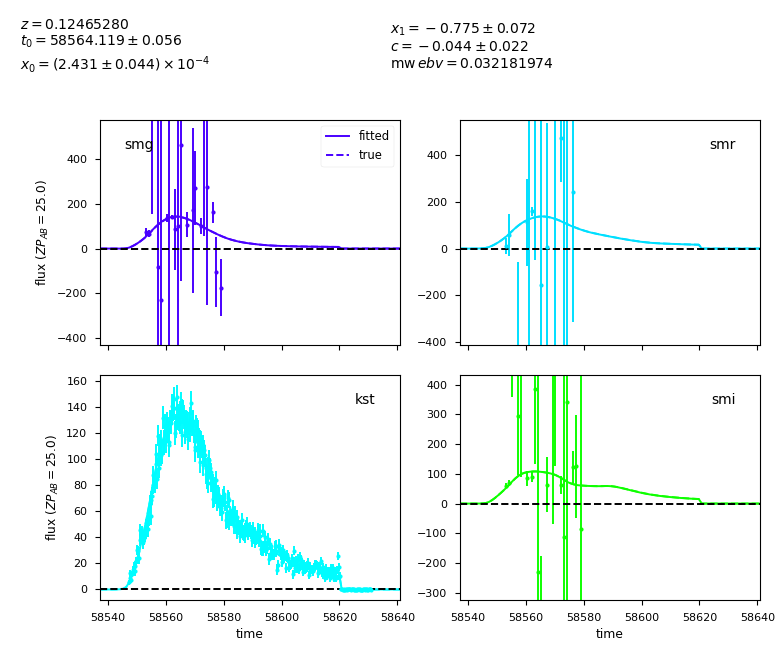 z = 0.12465280
t₀ = 58564.119 ± 0.056
x₀ = (2.431 ± 0.044) × 10⁻⁴
x₁ = −0.775 ± 0.072
c = −0.044 ± 0.022
mw ebv = 0.032181974
smg
fitted
true
flux (ZP_AB = 25.0)
400
200
0
−200
−400
smr
400
200
0
−200
−400
kst
flux (ZP_AB = 25.0)
160
140
120
100
80
60
40
20
0
58540 58560 58580 58600 58620 58640
time
smi
400
300
200
100
0
−100
−200
−300
58540 58560 58580 58600 58620 58640
time